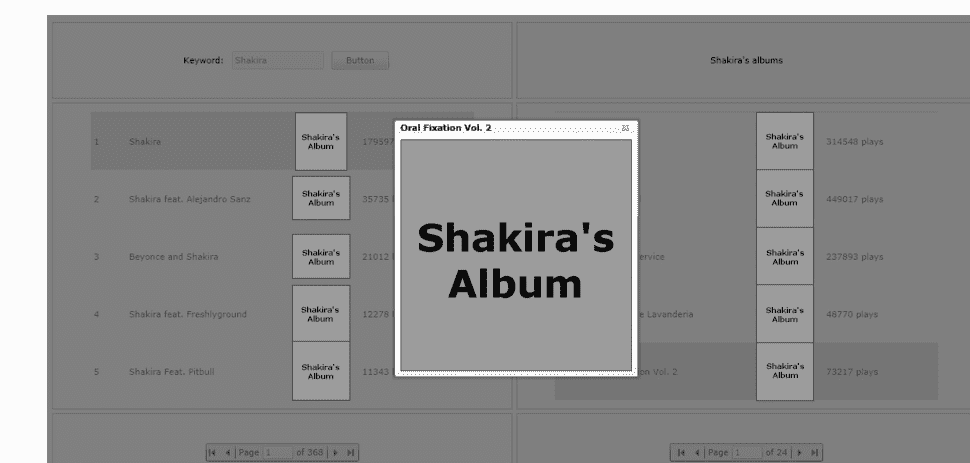 Keyword: Shakira Button
Shakira's albums
Oral Fixation Vol. 2
Shakira's
Album
1 Shakira Shakira's Album 179597
2 Shakira feat. Alejandro Sanz Shakira's Album 35735
3 Beyonce and Shakira Shakira's Album 21012
4 Shakira feat. Freshlyground Shakira's Album 12278
5 Shakira Feat. Pitbull Shakira's Album 11343
Shakira's Album 314548 plays
Shakira's Album 449017 plays
ervice Shakira's Album 237893 plays
e Lavanderia Shakira's Album 48770 plays
on Vol. 2 Shakira's Album 73217 plays
Page 1 of 368
Page 1 of 24